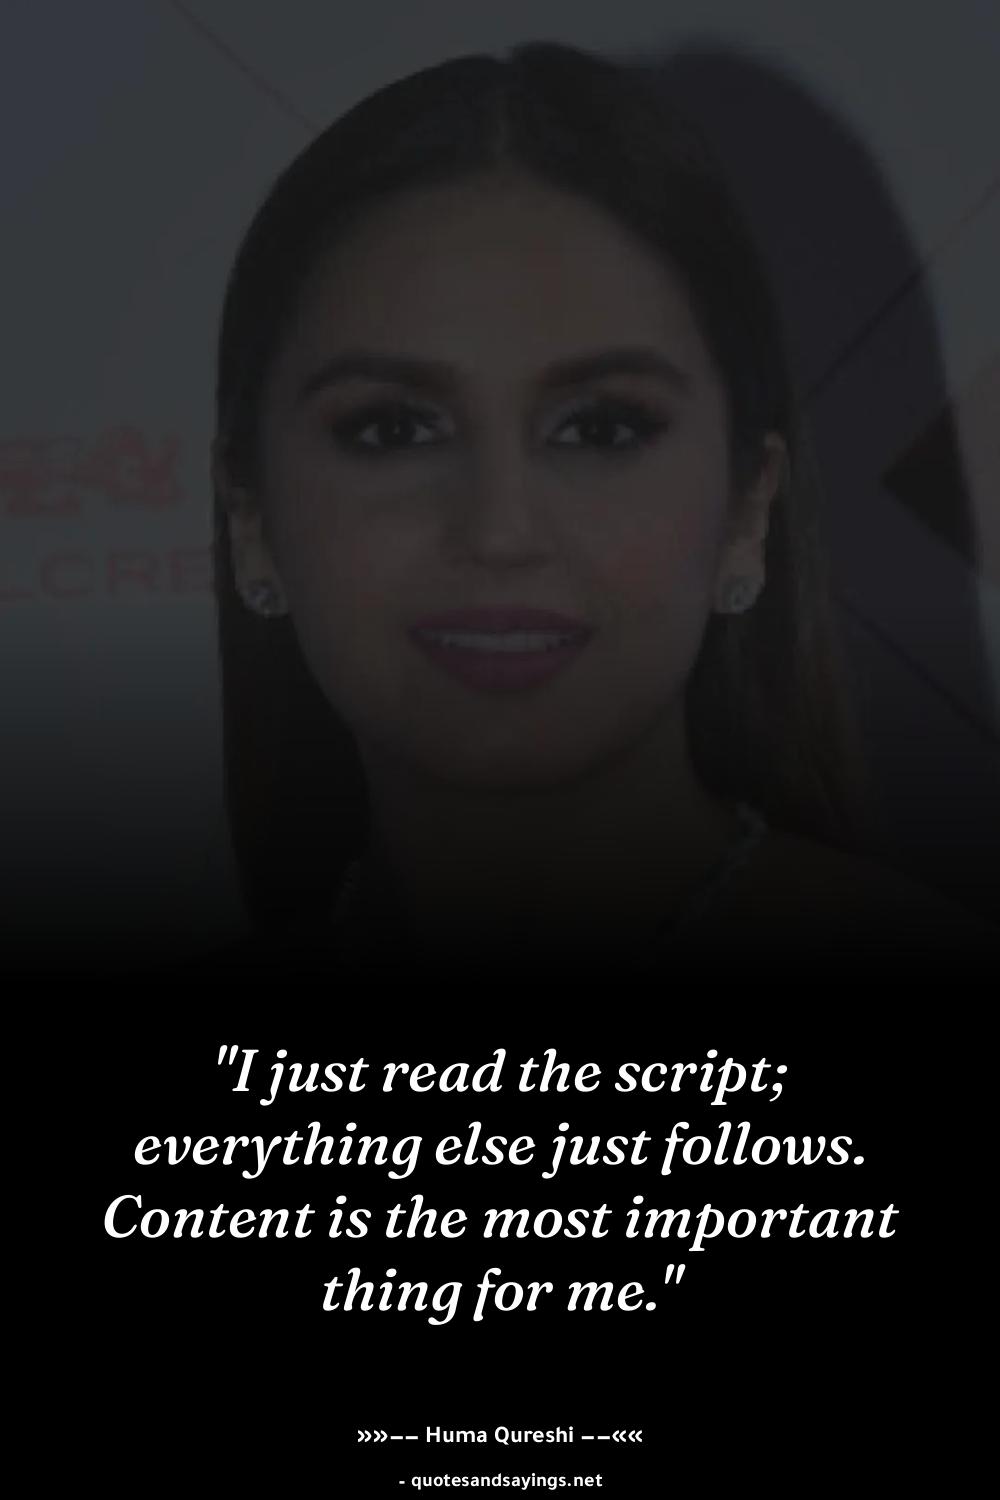 LCRE
"I just read the script;
everything else just follows.
Content is the most important
thing for me."
»»−− Huma Qureshi −−««
- quotesandsayings.net